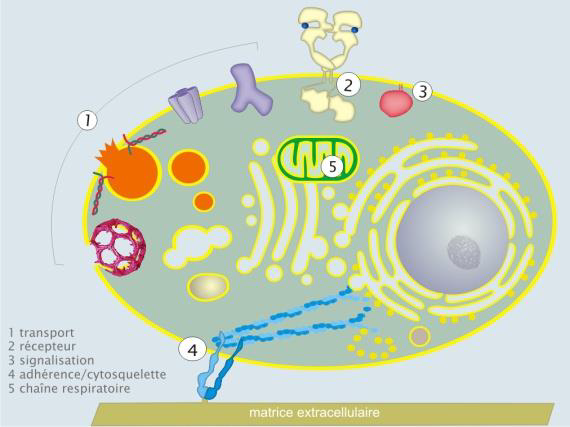 1
2
3
5
4
1 transport
2 récepteur
3 signalisation
4 adhérence/cytosquelette
5 chaîne respiratoire
matrice extracellulaire